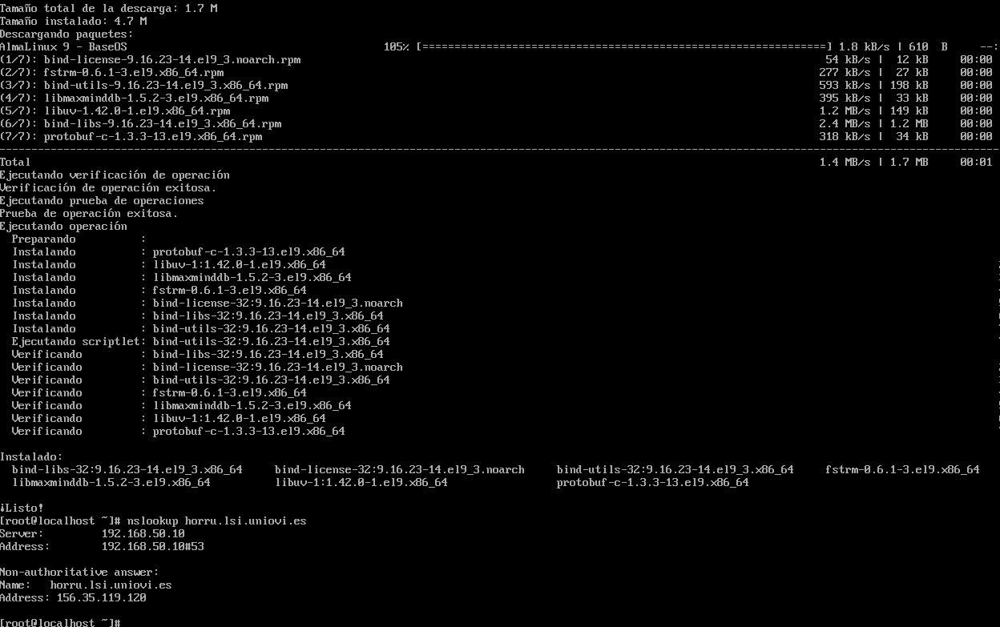 Tamaño total de la descarga: 1.7 M
Tamaño instalado: 4.7 M
Descargando paquetes:
AlmaLinux 9 - BaseOS                                        105% [================================================================] 1.8 kB/s | 610  B     --:
(1/7): bind-license-9.16.23-14.el9_3.noarch.rpm    54 kB/s |  12 kB     00:00
(2/7): fstrm-0.6.1-3.el9.x86_64.rpm    277 kB/s |  27 kB     00:00
(3/7): bind-utils-9.16.23-14.el9_3.x86_64.rpm    593 kB/s | 198 kB     00:00
(4/7): libmaxminddb-1.5.2-3.el9.x86_64.rpm    395 kB/s |  33 kB     00:00
(5/7): libuv-1.42.0-1.el9.x86_64.rpm    1.2 MB/s | 149 kB     00:00
(6/7): bind-libs-9.16.23-14.el9_3.x86_64.rpm    2.4 MB/s | 1.2 MB     00:00
(7/7): protobuf-c-1.3.3-13.el9.x86_64.rpm    318 kB/s |  34 kB     00:00
--------------------------------------------------------------------------------
Total    1.4 MB/s | 1.7 MB     00:01
Ejecutando verificación de operación
Verificación de operación exitosa.
Ejecutando prueba de operaciones
Prueba de operación exitosa.
Ejecutando operación
  Preparando          :
  Instalando          : protobuf-c-1.3.3-13.el9.x86_64
  Instalando          : libuv-1:1.42.0-1.el9.x86_64
  Instalando          : libmaxminddb-1.5.2-3.el9.x86_64
  Instalando          : fstrm-0.6.1-3.el9.x86_64
  Instalando          : bind-license-32:9.16.23-14.el9_3.noarch
  Instalando          : bind-libs-32:9.16.23-14.el9_3.x86_64
  Instalando          : bind-utils-32:9.16.23-14.el9_3.x86_64
  Ejecutando scriptlet: bind-utils-32:9.16.23-14.el9_3.x86_64
  Verificando         : bind-libs-32:9.16.23-14.el9_3.x86_64
  Verificando         : bind-license-32:9.16.23-14.el9_3.noarch
  Verificando         : bind-utils-32:9.16.23-14.el9_3.x86_64
  Verificando         : fstrm-0.6.1-3.el9.x86_64
  Verificando         : libmaxminddb-1.5.2-3.el9.x86_64
  Verificando         : libuv-1:1.42.0-1.el9.x86_64
  Verificando         : protobuf-c-1.3.3-13.el9.x86_64

Instalado:
  bind-libs-32:9.16.23-14.el9_3.x86_64     bind-license-32:9.16.23-14.el9_3.noarch     bind-utils-32:9.16.23-14.el9_3.x86_64     fstrm-0.6.1-3.el9.x86_64
  libmaxminddb-1.5.2-3.el9.x86_64          libuv-1:1.42.0-1.el9.x86_64                 protobuf-c-1.3.3-13.el9.x86_64

¡Listo!
[root@localhost ~]# nslookup horru.lsi.uniovi.es
Server:         192.168.50.10
Address:        192.168.50.10#53

Non-authoritative answer:
Name:   horru.lsi.uniovi.es
Address: 156.35.119.120

[root@localhost ~]#